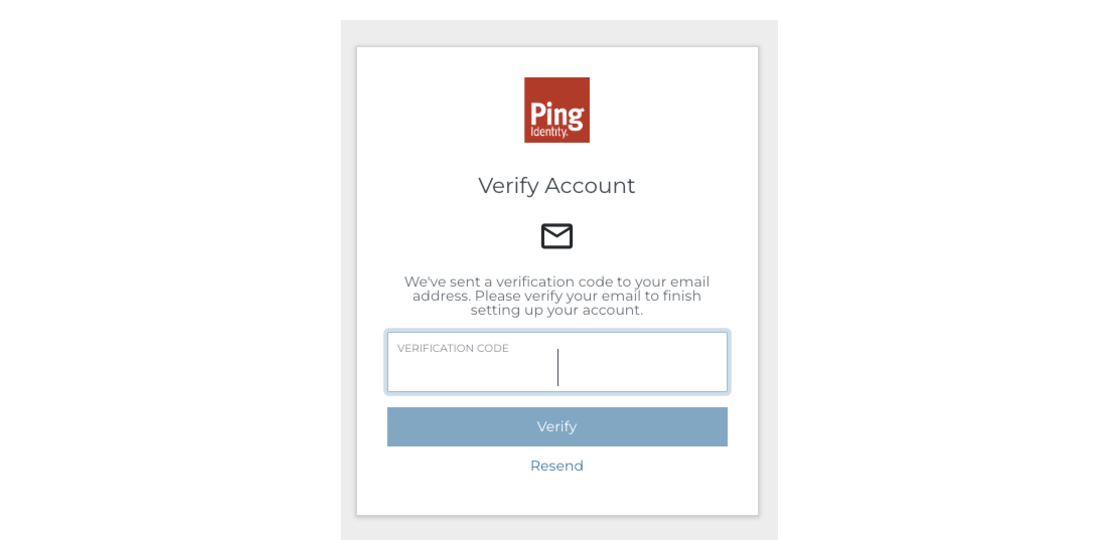 Ping
Identity.
Verify Account
We've sent a verification code to your email
address. Please verify your email to finish
setting up your account.
VERIFICATION CODE
Verify
Resend